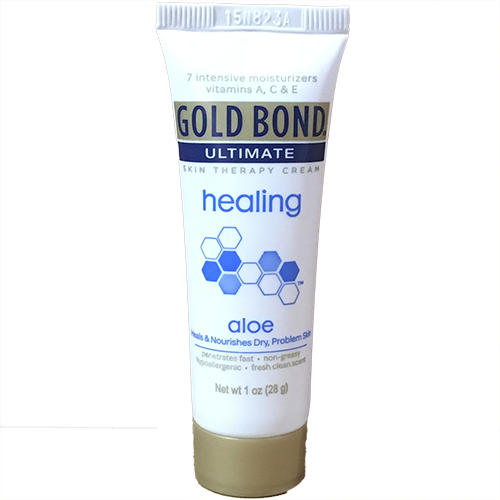 15N823A
7 intensive moisturizers
vitamins A, C & E
GOLD BOND®
ULTIMATE
SKIN THERAPY CREAM
healing
™
aloe
Heals & Nourishes Dry, Problem Skin
penetrates fast • non-greasy
hypoallergenic • fresh clean scent
Net wt 1 oz (28 g)